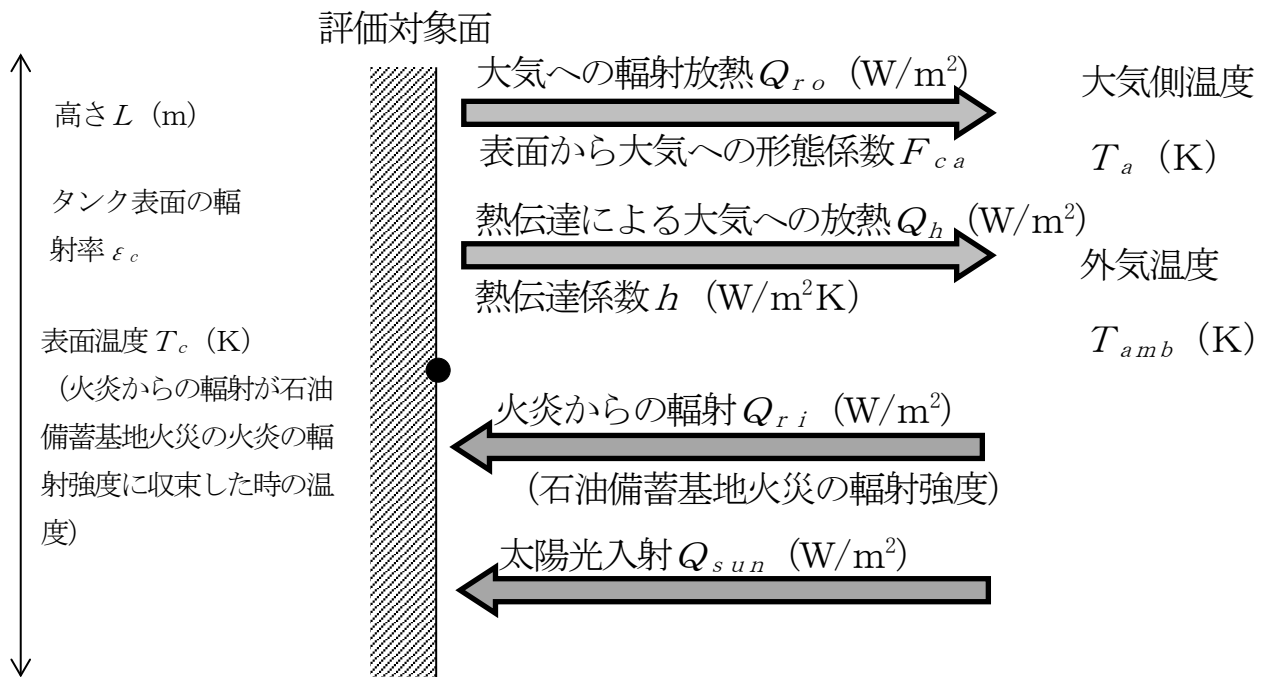 評価対象面
高さL (m)
タンク表面の輻
射率 εc
表面温度 Tc (K)
(火炎からの輻射が石油
備蓄基地火災の火炎の輻
射強度に収束した時の温
度)
大気への輻射放熱Qro (W/m²)
表面から大気への形態係数Fca
熱伝達による大気への放熱Qh (W/m²)
熱伝達係数h (W/m²K)
火炎からの輻射Qri (W/m²)
(石油備蓄基地火災の輻射強度)
太陽光入射Qsun (W/m²)
大気側温度
Ta (K)
外気温度
Tamb (K)